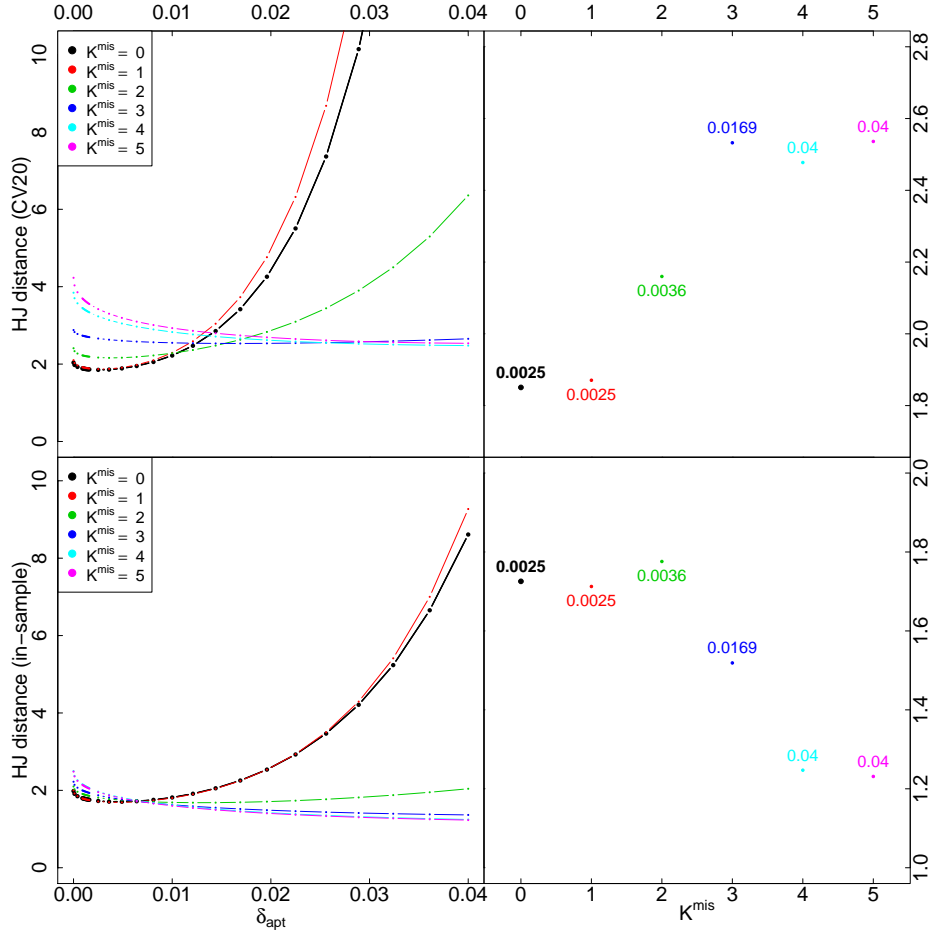 0.00 0.01 0.02 0.03 0.04
0 1 2 3 4 5
HJ distance (CV20)
0 2 4 6 8 10
K^mis = 0
K^mis = 1
K^mis = 2
K^mis = 3
K^mis = 4
K^mis = 5
0.0025
0.0025
0.0036
0.0169
0.04
0.04
1.8 2.0 2.2 2.4 2.6 2.8
HJ distance (in−sample)
0 2 4 6 8 10
K^mis = 0
K^mis = 1
K^mis = 2
K^mis = 3
K^mis = 4
K^mis = 5
0.0025
0.0025
0.0036
0.0169
0.04
0.04
1.0 1.2 1.4 1.6 1.8 2.0
0.00 0.01 0.02 0.03 0.04
δ_apt
0 1 2 3 4 5
K^mis